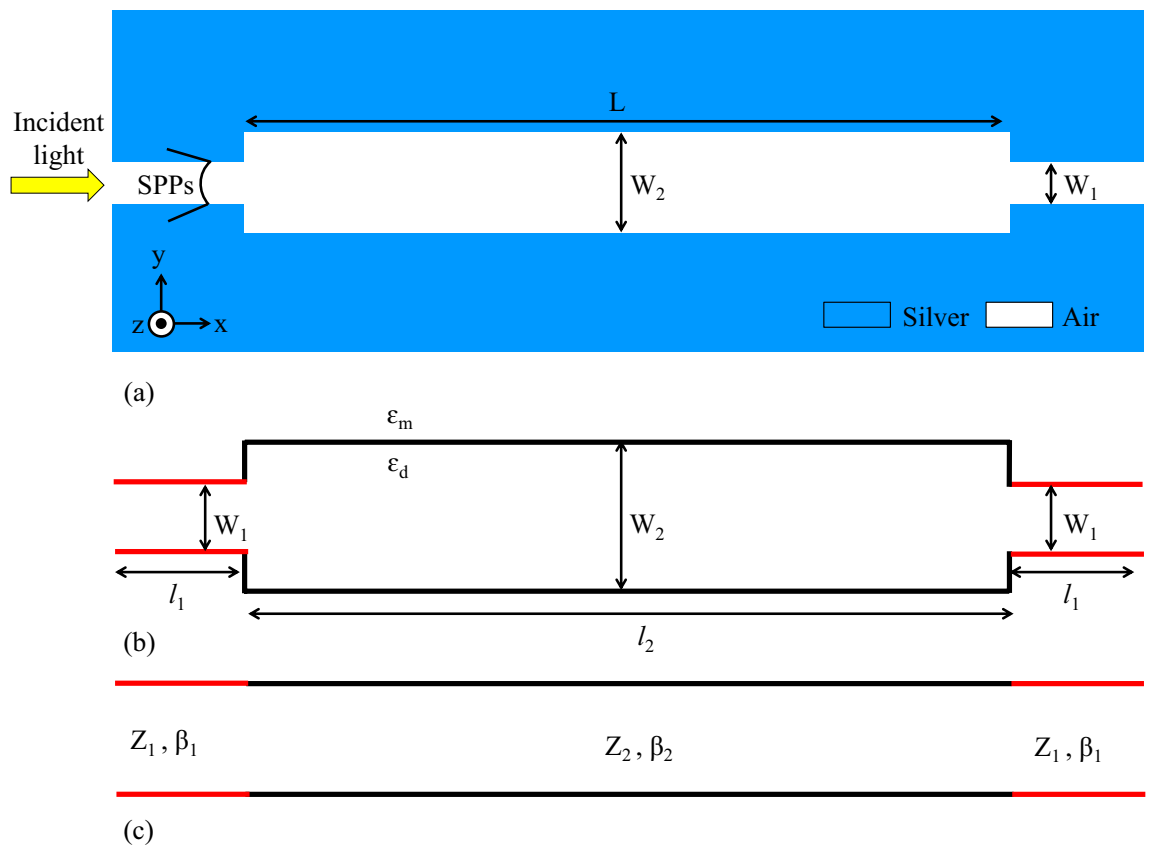 L
Incident
light
SPPs
W₂
W₁
y
z
x
Silver
Air
(a)
εₘ
ε_d
W₁
W₂
W₁
l₁
l₁
l₂
(b)
Z₁ , β₁
Z₂ , β₂
Z₁ , β₁
(c)